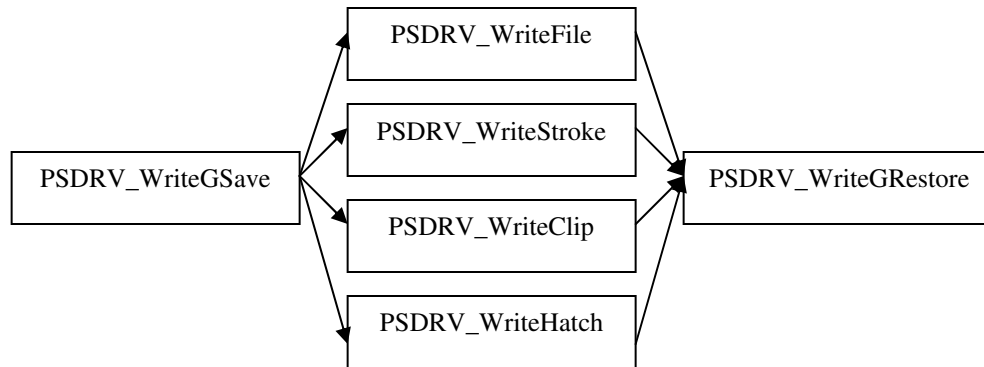 PSDRV_WriteFile
PSDRV_WriteStroke
PSDRV_WriteGSave
PSDRV_WriteGRestore
PSDRV_WriteClip
PSDRV_WriteHatch